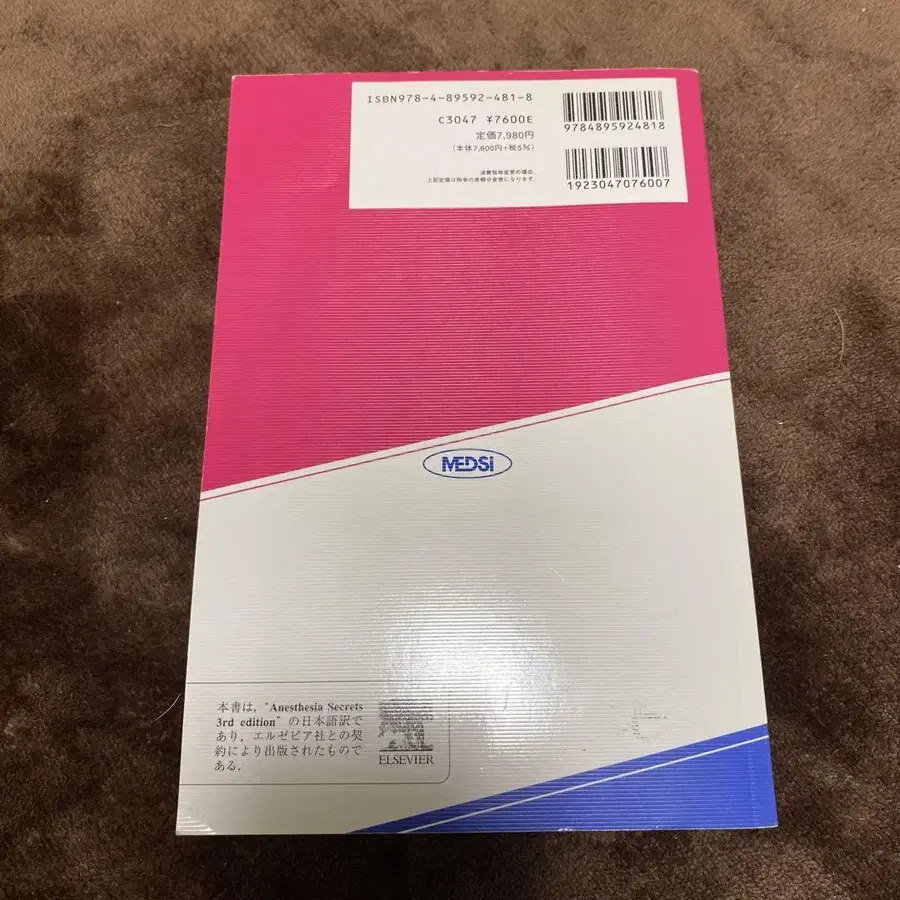 ISBN978-4-89592-481-8
C3047 ¥7600E
定価7,980円
(本体7,600円+税5%)
消費税率変更の場合,
上記定価は税率の差額分変更になります.
9784895924818
1923047076007
MEDSi
本書は, "Anesthesia Secrets
3rd edition" の日本語訳で
あり, エルゼビア社との契
約により出版されたもので
ある.
ELSEVIER